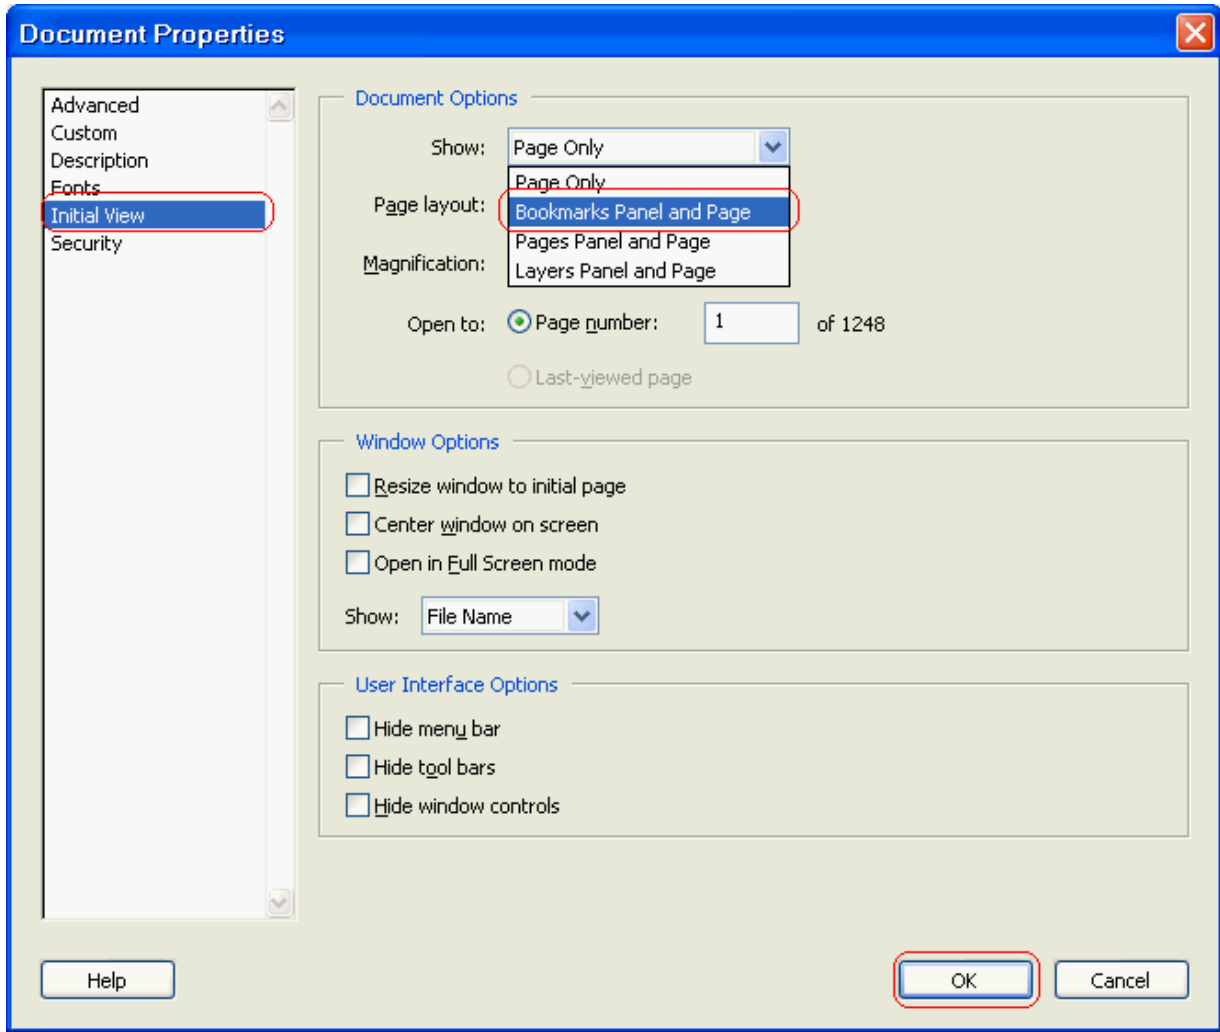 Document Properties
Advanced
Custom
Description
Fonts
Initial View
Security
Document Options
Show: Page Only
Page Only
Page layout: Bookmarks Panel and Page
Pages Panel and Page
Magnification: Layers Panel and Page
Open to: Page number: 1 of 1248
Last-viewed page
Window Options
Resize window to initial page
Center window on screen
Open in Full Screen mode
Show: File Name
User Interface Options
Hide menu bar
Hide tool bars
Hide window controls
Help OK Cancel